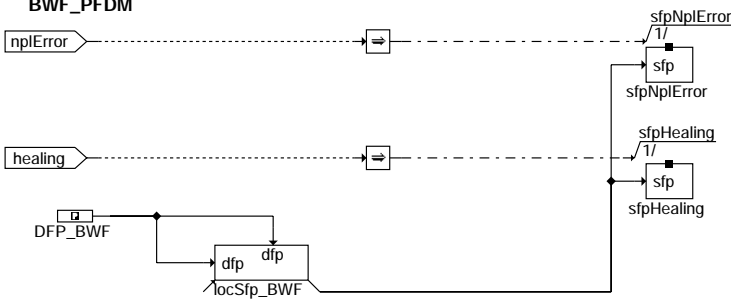 BWF_PFDM
sfpNplError
nplError
⇒
1/
sfp
sfpNplError
sfpHealing
healing
⇒
1/
sfp
sfpHealing
DFP_BWF
dfp
dfp
locSfp_BWF